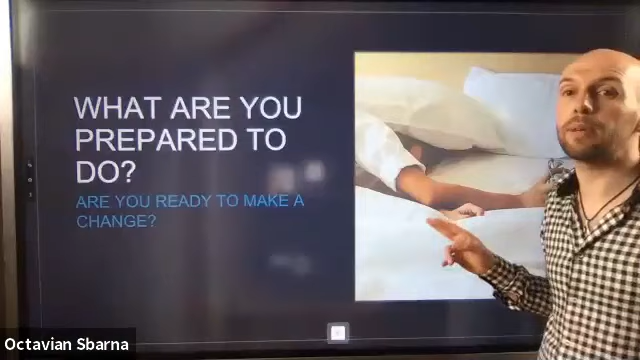 WHAT ARE YOU
PREPARED TO
DO?
ARE YOU READY TO MAKE A
CHANGE?
Octavian Sbarna